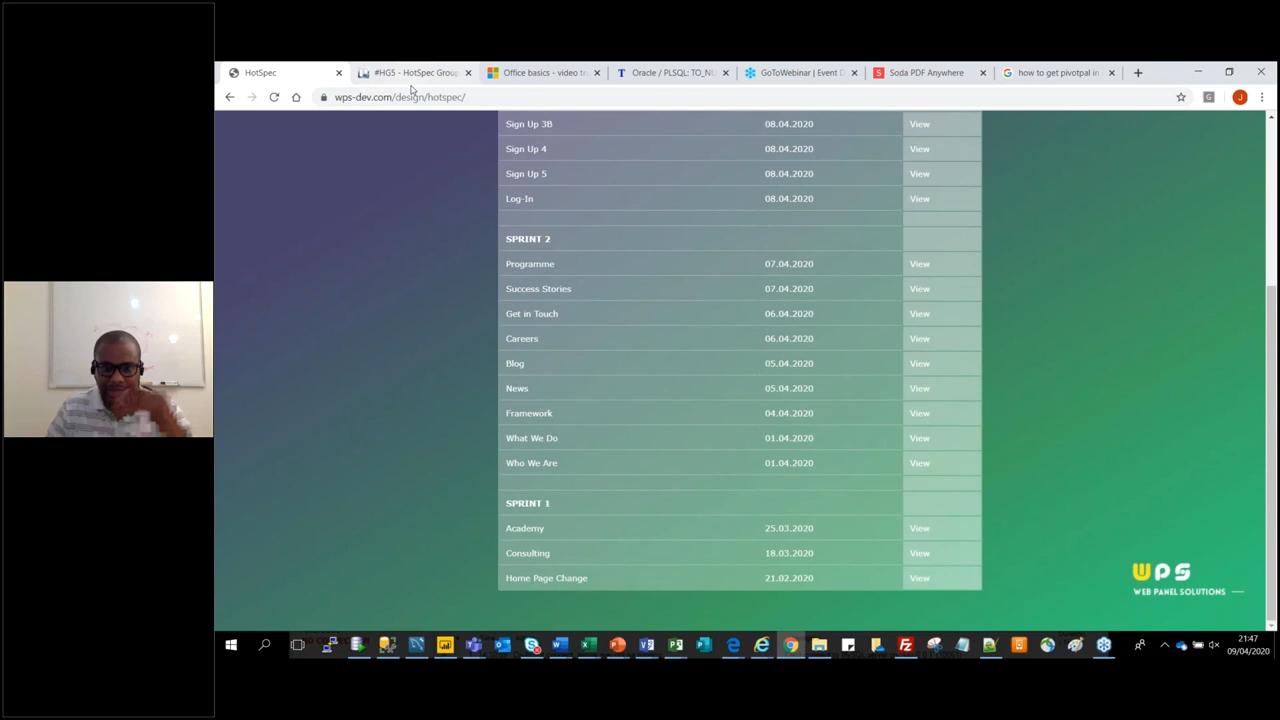 HotSpec
#HG5 - HotSpec Group
Office basics - video tr
Oracle / PLSQL: TO_NU
GoToWebinar | Event D
Soda PDF Anywhere
how to get pivotpal in
wps-dev.com/design/hotspec/
G
J
Sign Up 3B 08.04.2020 View
Sign Up 4 08.04.2020 View
Sign Up 5 08.04.2020 View
Log-In 08.04.2020 View
SPRINT 2
Programme 07.04.2020 View
Success Stories 07.04.2020 View
Get in Touch 06.04.2020 View
Careers 06.04.2020 View
Blog 05.04.2020 View
News 05.04.2020 View
Framework 04.04.2020 View
What We Do 01.04.2020 View
Who We Are 01.04.2020 View
SPRINT 1
Academy 25.03.2020 View
Consulting 18.03.2020 View
Home Page Change 21.02.2020 View
WPS
WEB PANEL SOLUTIONS
21:47
09/04/2020